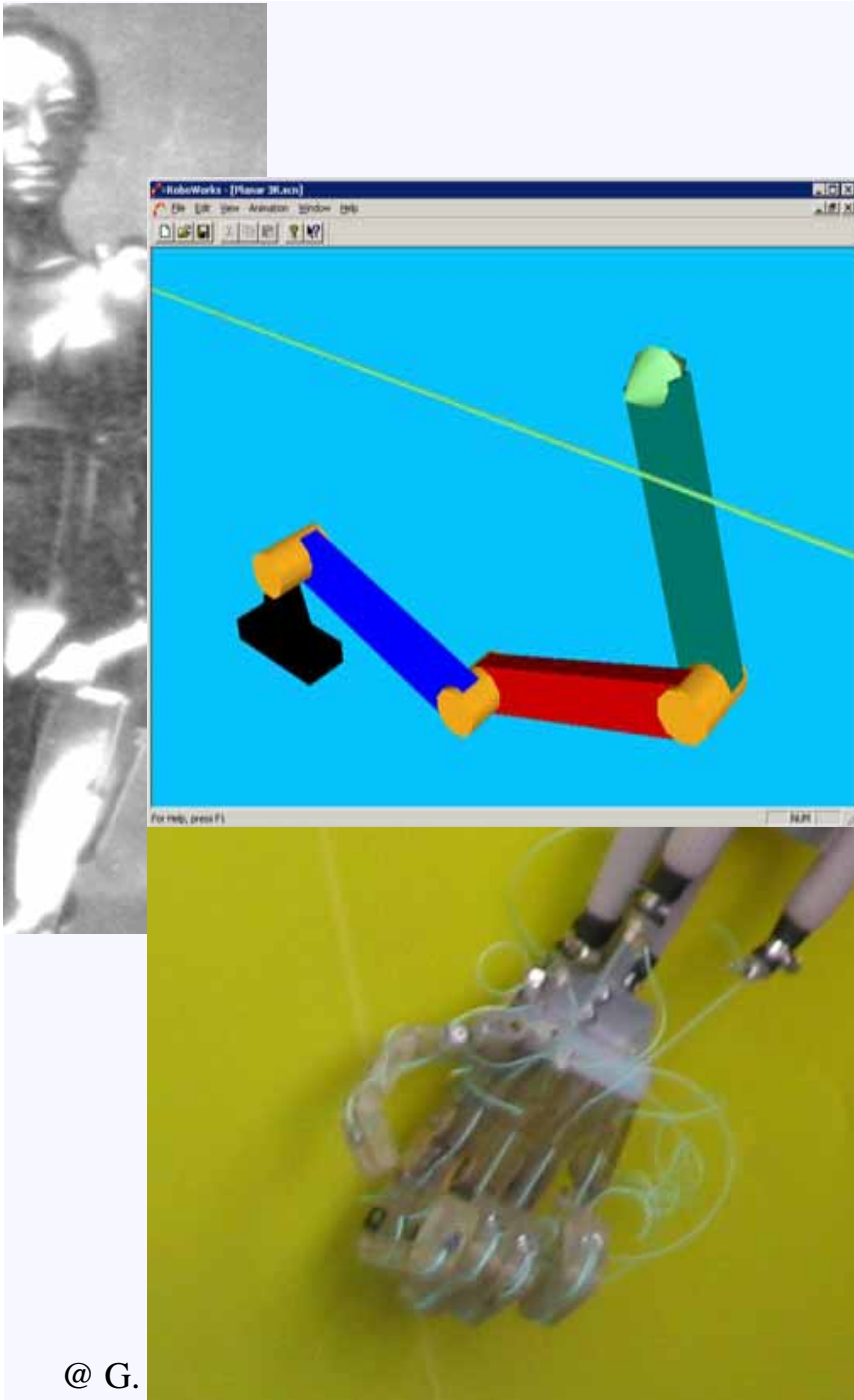 RoboWorks - [Planar 3R.scn]
File Edit View Animation Window Help
For Help, press F1
NUM
@ G.